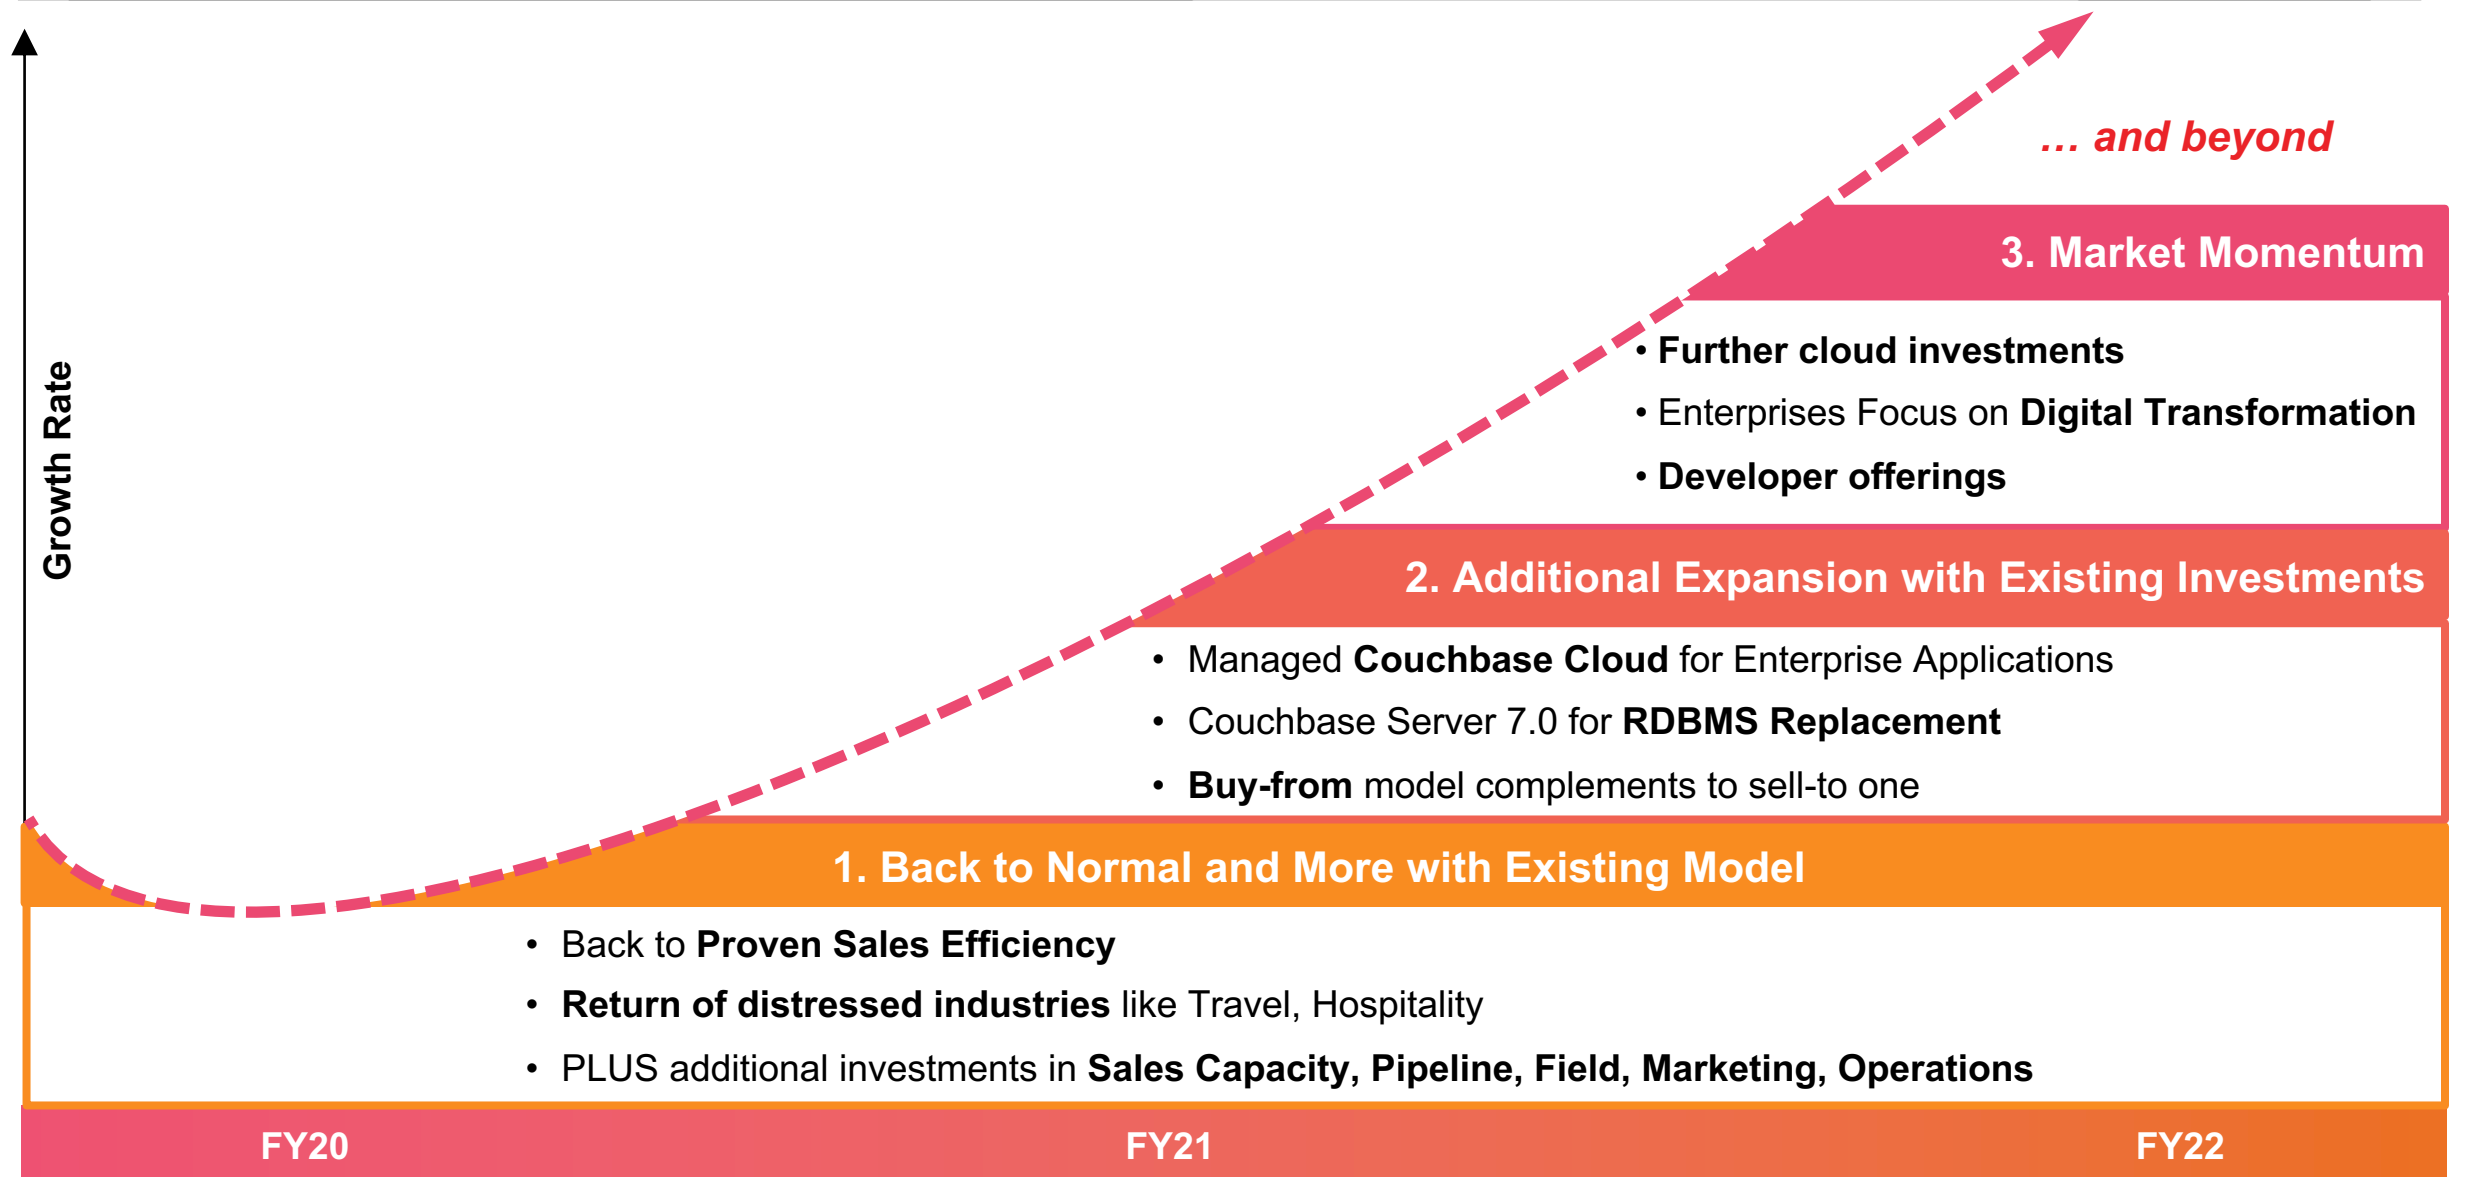 … and beyond
3. Market Momentum
• Further cloud investments
• Enterprises Focus on Digital Transformation
• Developer offerings
Growth Rate
2. Additional Expansion with Existing Investments
• Managed Couchbase Cloud for Enterprise Applications
• Couchbase Server 7.0 for RDBMS Replacement
• Buy-from model complements to sell-to one
1. Back to Normal and More with Existing Model
• Back to Proven Sales Efficiency
• Return of distressed industries like Travel, Hospitality
• PLUS additional investments in Sales Capacity, Pipeline, Field, Marketing, Operations
FY20 FY21 FY22